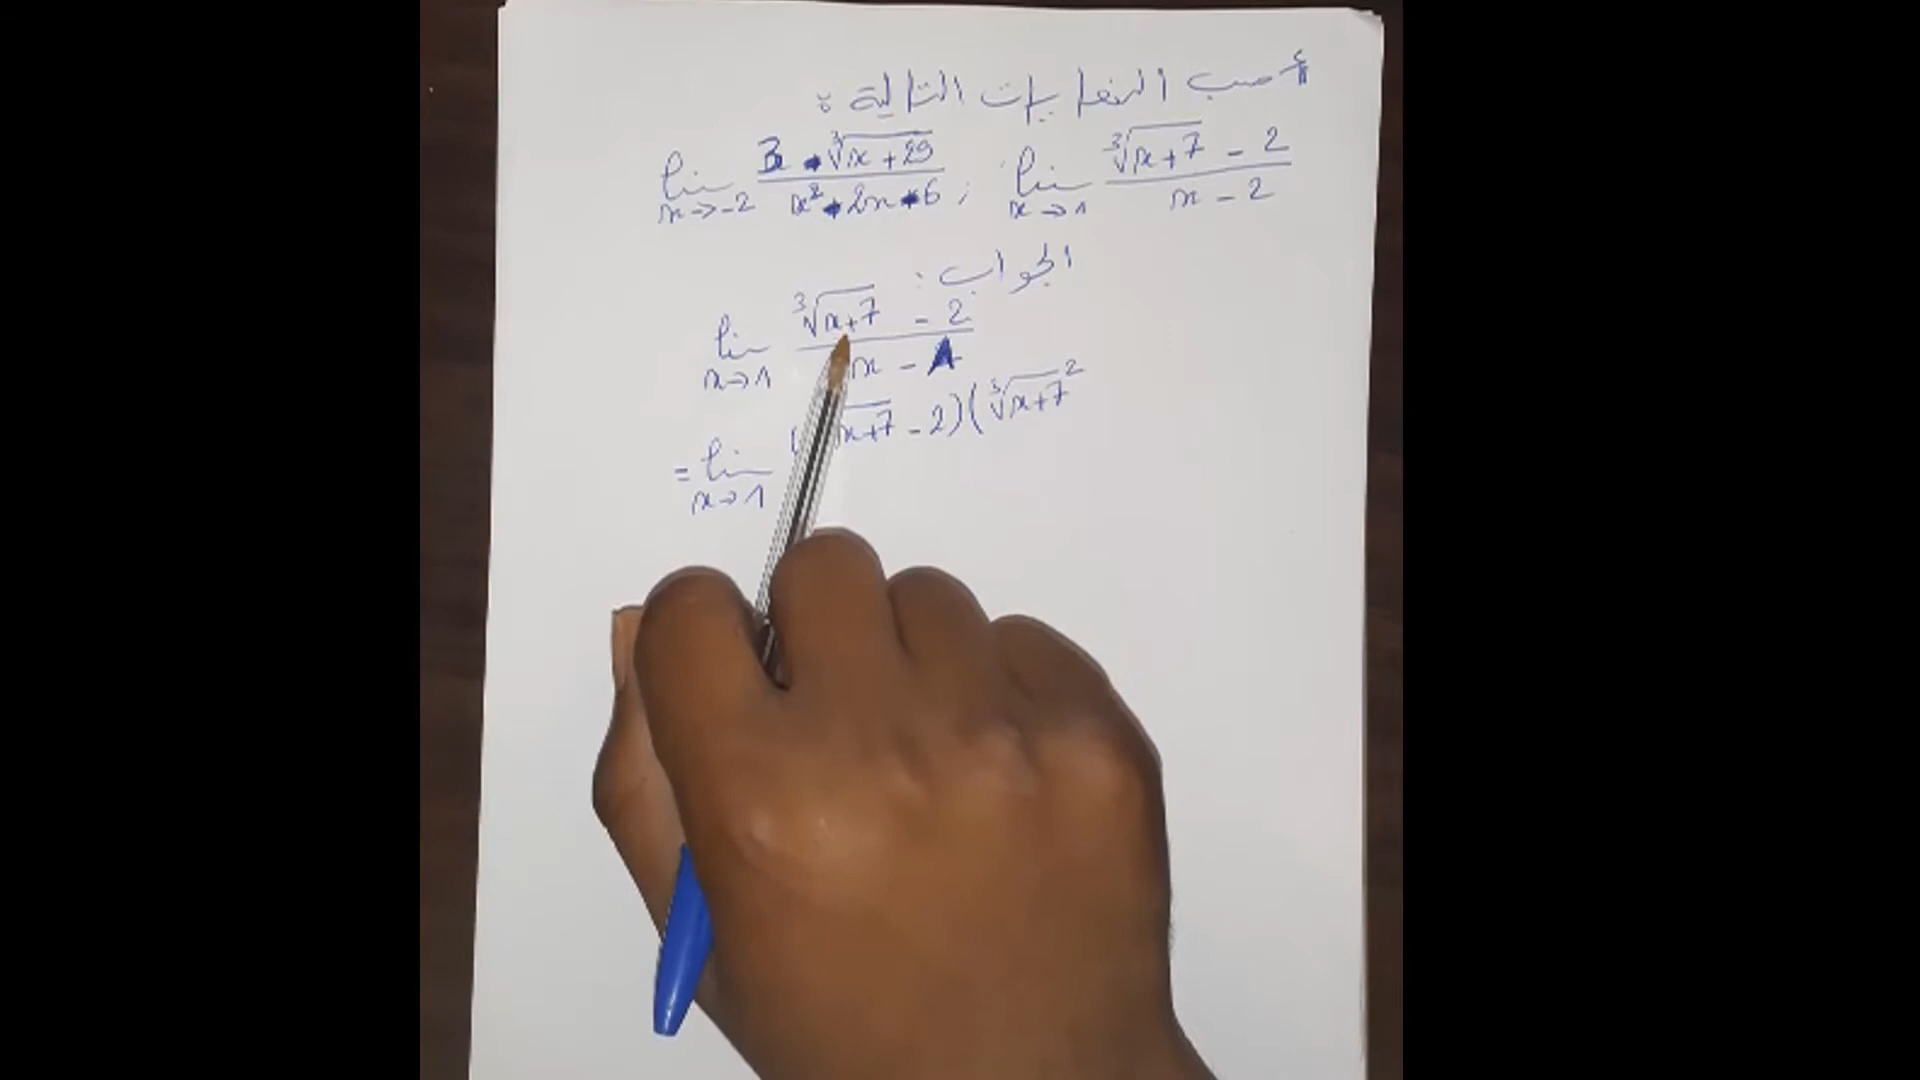 أحسب النهايات التالية :
lim x→1 (∛(x+7) - 2)/(x - 2) ; lim x→-2 (3 - ∛(x+29))/(x² + 2x + 6)
الجواب :
lim x→1 (∛(x+7) - 2)/(x - 1)
= lim x→1 (x+7 - 2)(∛(x+7)²